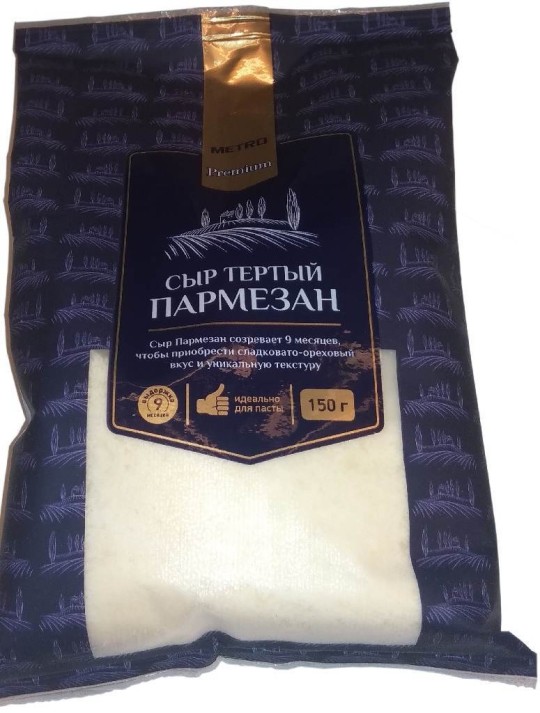 METRO
Premium
СЫР ТЕРТЫЙ
ПАРМЕЗАН
Сыр Пармезан созревает 9 месяцев,
чтобы приобрести сладковато-ореховый
вкус и уникальную текстуру
выдержка
9
месяцев
идеально
для пасты
150 г